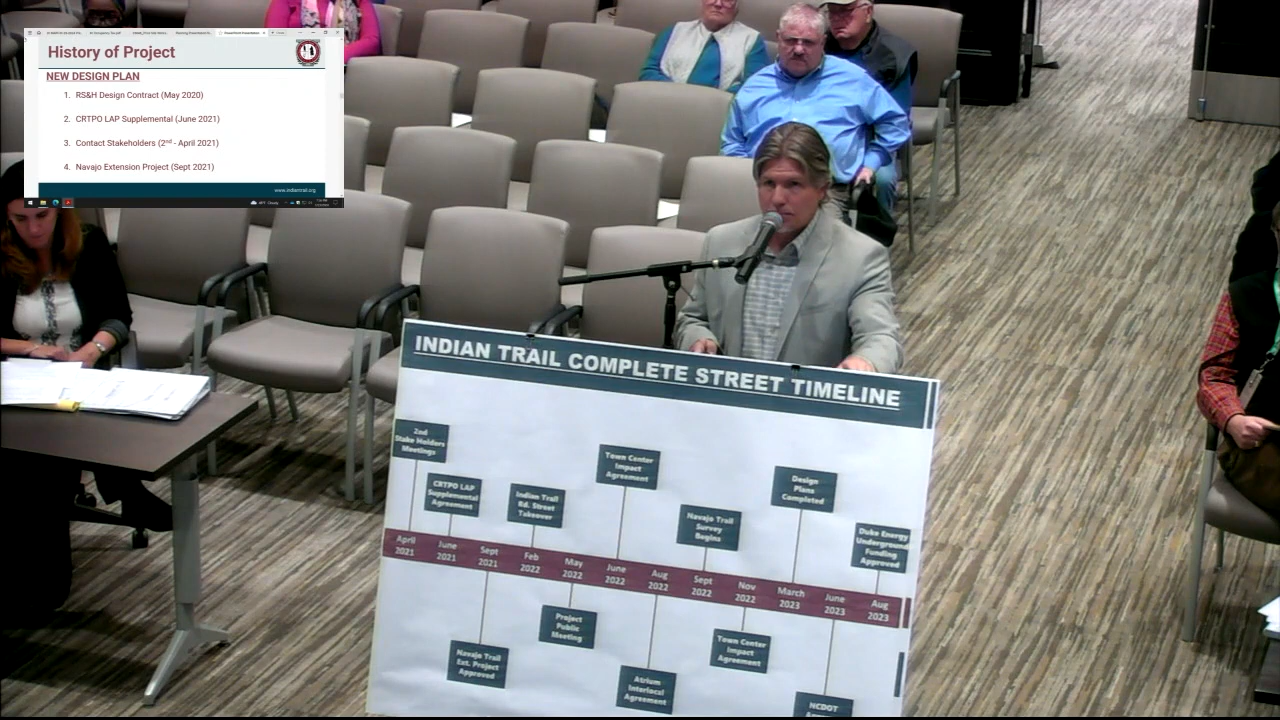 History of Project
NEW DESIGN PLAN
1. RS&H Design Contract (May 2020)
2. CRTPO LAP Supplemental (June 2021)
3. Contact Stakeholders (2nd - April 2021)
4. Navajo Extension Project (Sept 2021)
www.indiantrail.org
INDIAN TRAIL COMPLETE STREET TIMELINE
2nd
Stake Holders
Meetings
CRTPO LAP
Supplemental
Agreement
Indian Trail
Rd. Street
Takeover
Town Center
Impact
Agreement
Navajo Trail
Survey
Begins
Design
Plans
Completed
Duke Energy
Underground
Funding
Approved
April
2021
June
2021
Sept
2021
Feb
2022
May
2022
June
2022
Aug
2022
Sept
2022
Nov
2022
March
2023
June
2023
Aug
2023
Navajo Trail
Ext. Project
Approved
Project
Public
Meeting
Atrium
Interlocal
Agreement
Town Center
Impact
Agreement
NCDOT